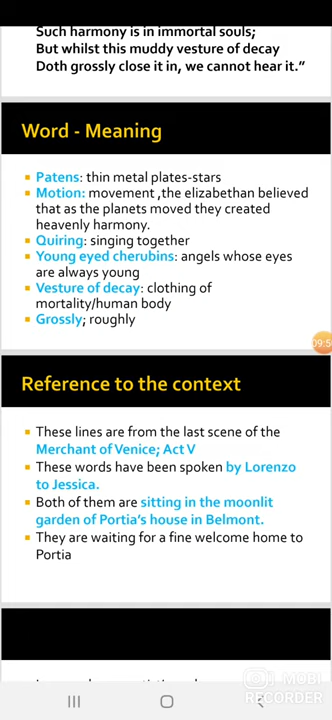 Such harmony is in immortal souls;
But whilst this muddy vesture of decay
Doth grossly close it in, we cannot hear it.”
Word - Meaning
Patens: thin metal plates-stars
Motion: movement ,the elizabethan believed
that as the planets moved they created
heavenly harmony.
Quiring: singing together
Young eyed cherubins: angels whose eyes
are always young
Vesture of decay: clothing of
mortality/human body
Grossly; roughly
09:5
Reference to the context
These lines are from the last scene of the
Merchant of Venice; Act V
These words have been spoken by Lorenzo
to Jessica.
Both of them are sitting in the moonlit
garden of Portia's house in Belmont.
They are waiting for a fine welcome home to
Portia
MOBI
RECORDER